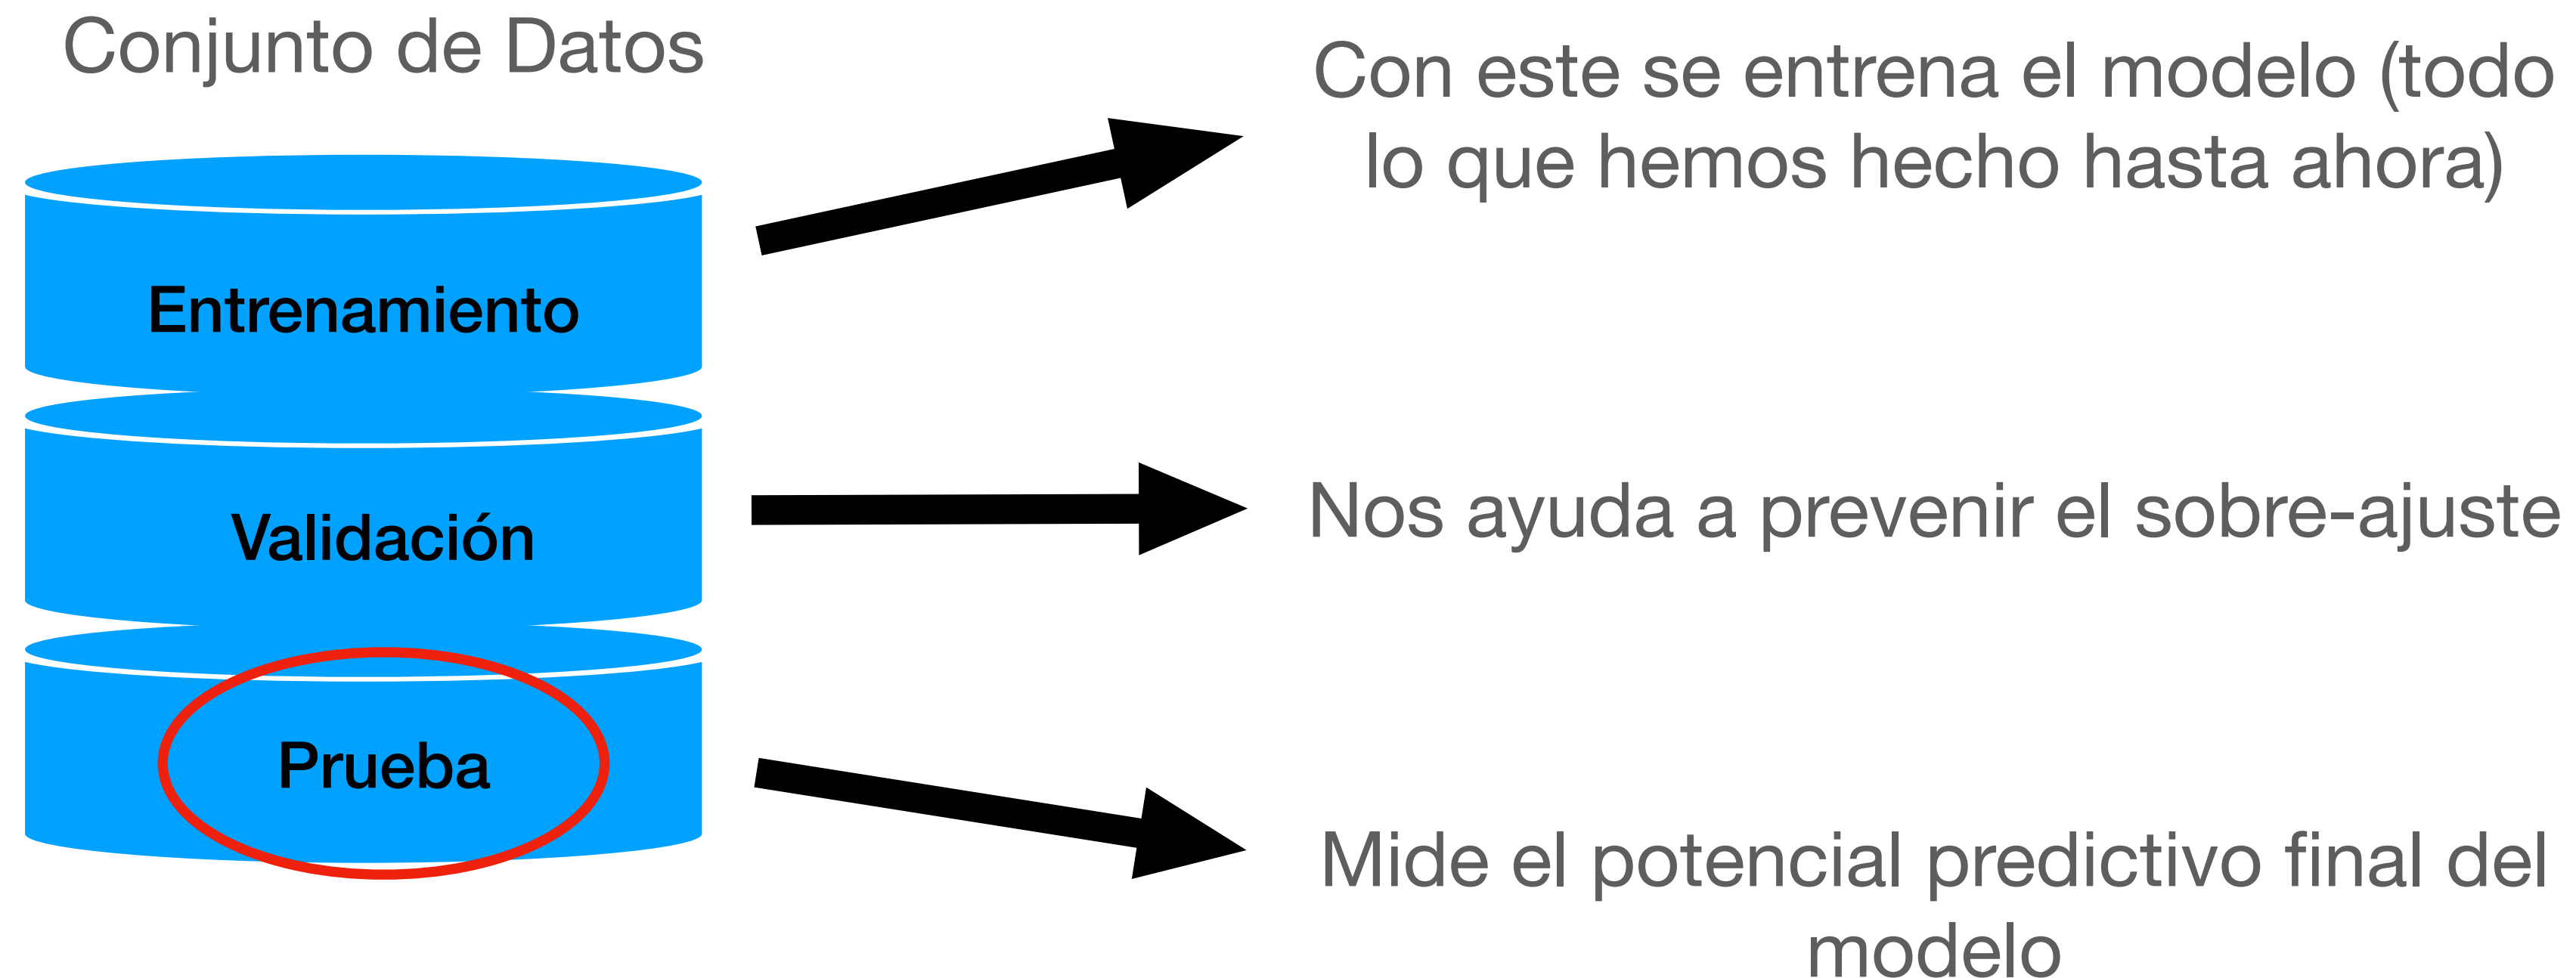 Conjunto de Datos
Con este se entrena el modelo (todo
lo que hemos hecho hasta ahora)
Entrenamiento
Validación
Nos ayuda a prevenir el sobre-ajuste
Prueba
Mide el potencial predictivo final del
modelo